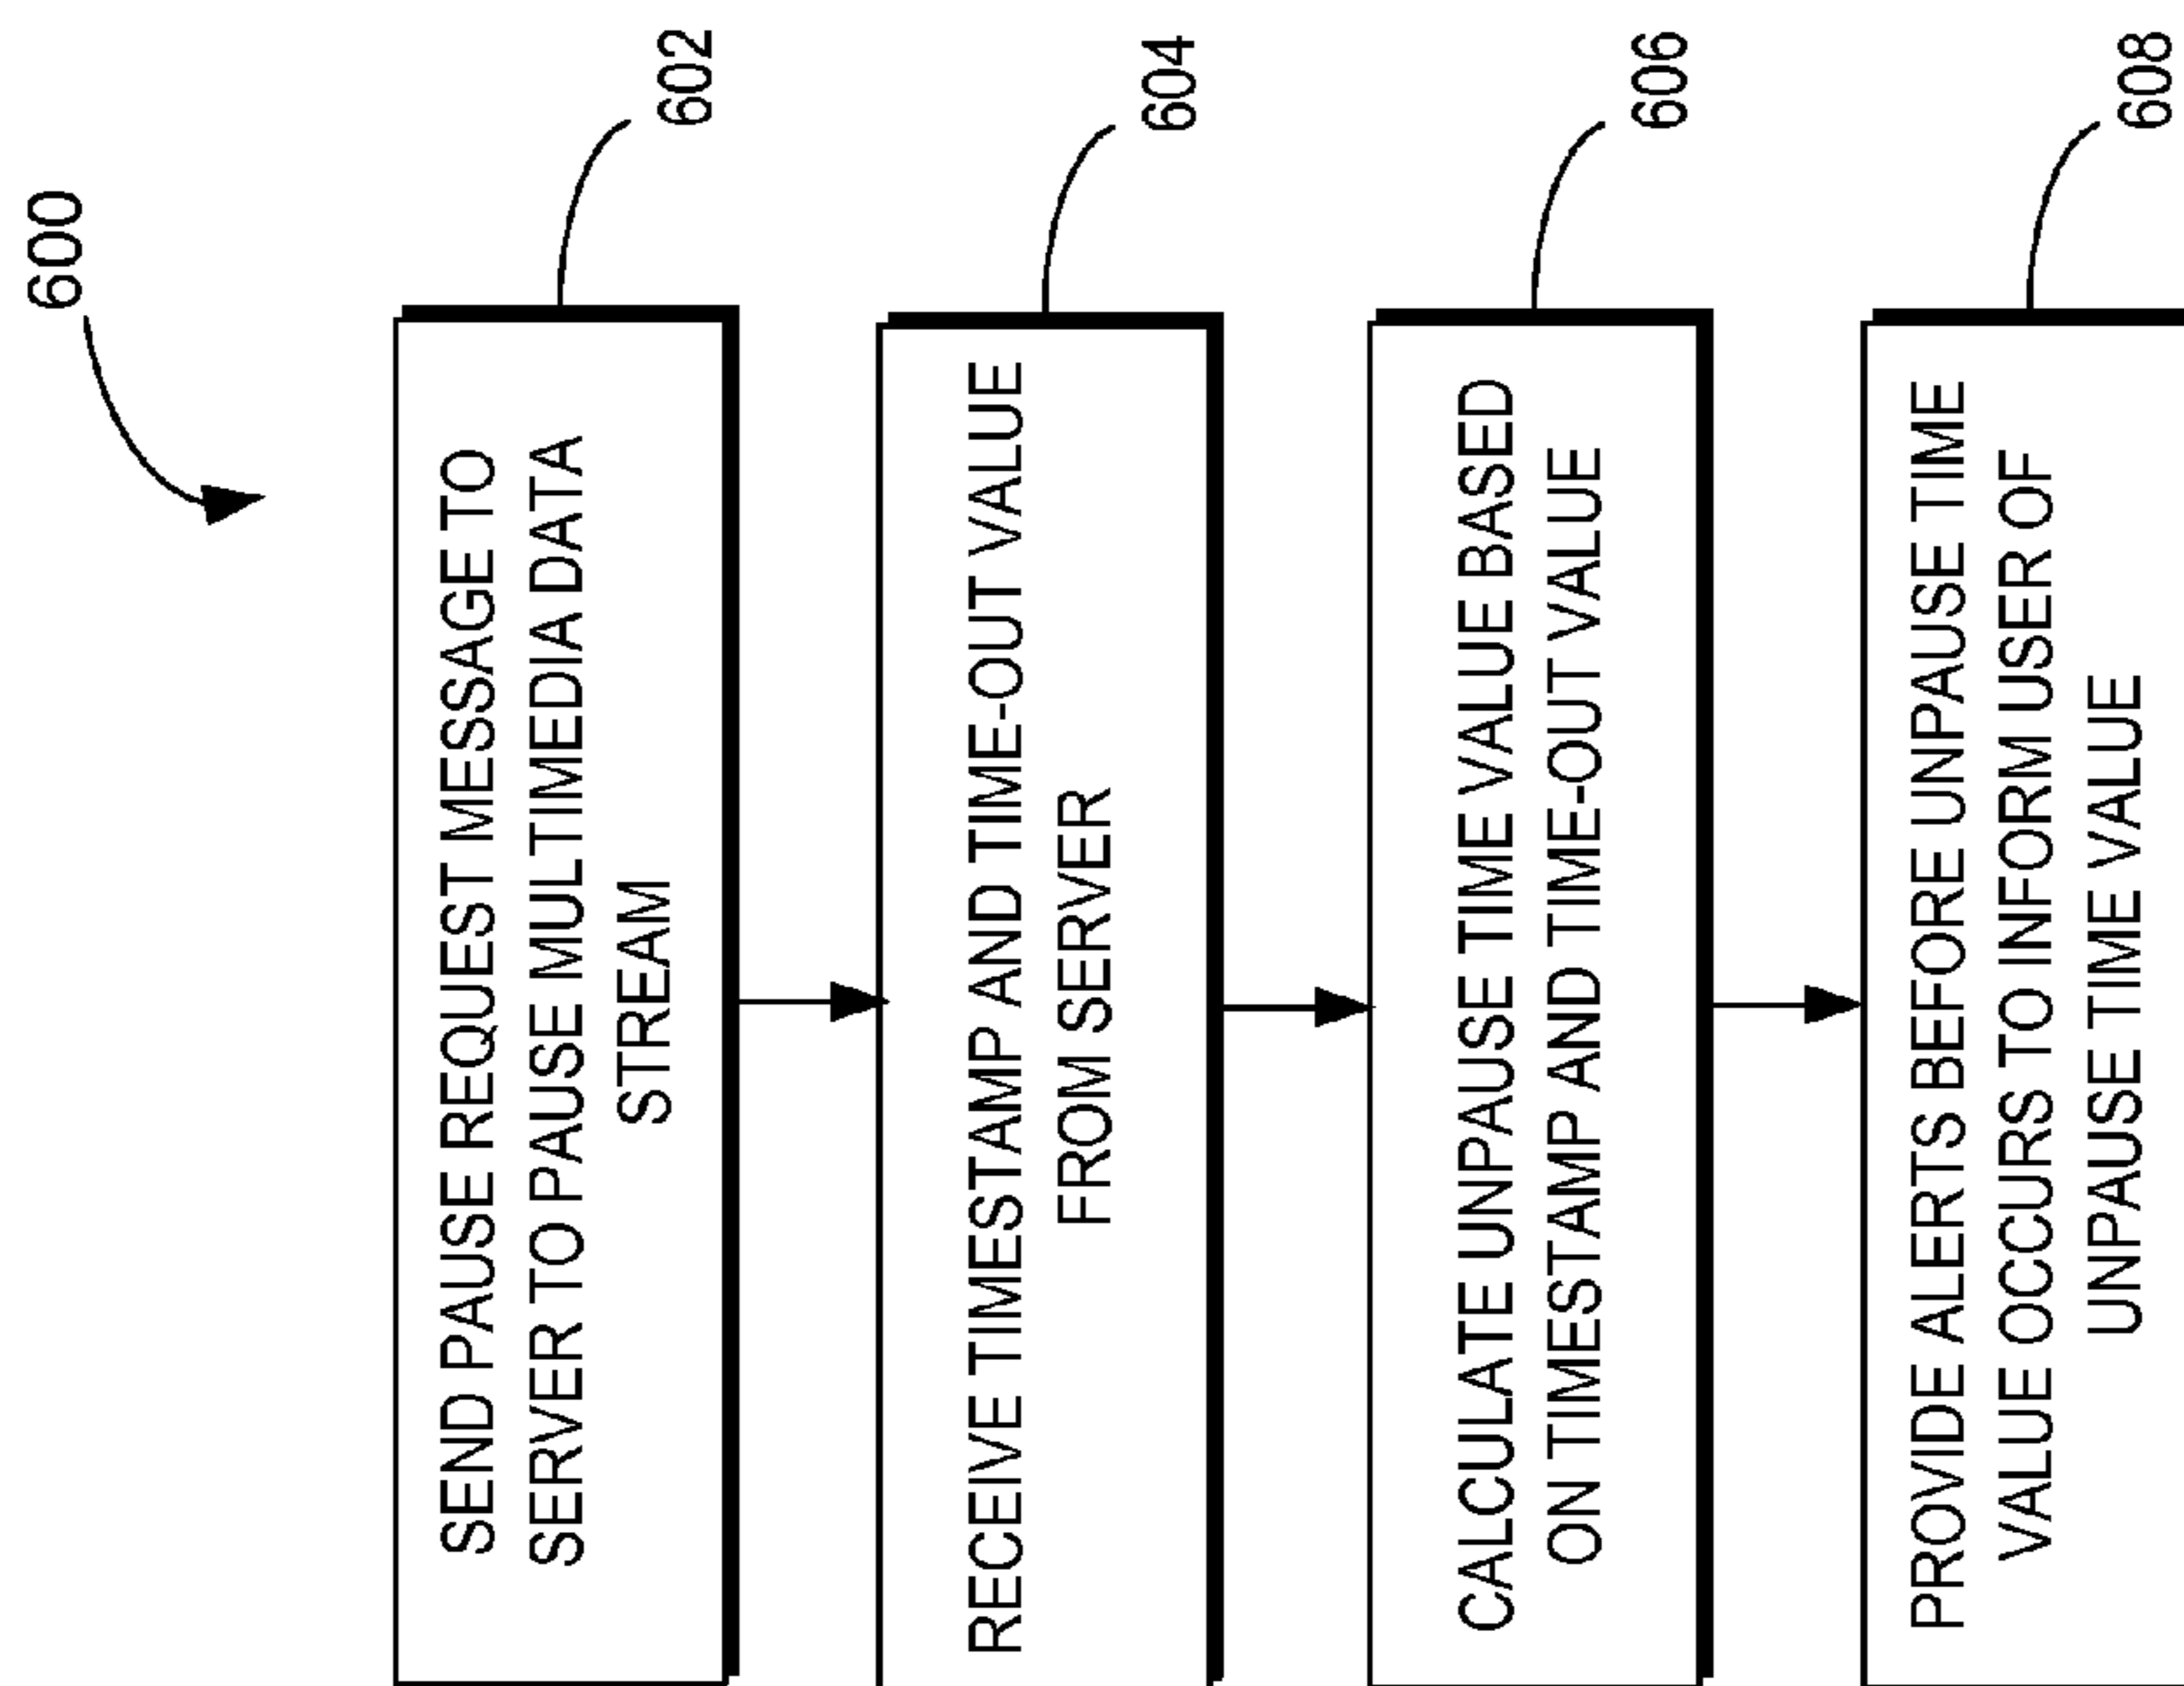 600
SEND PAUSE REQUEST MESSAGE TO
SERVER TO PAUSE MULTIMEDIA DATA
STREAM
602
RECEIVE TIMESTAMP AND TIME-OUT VALUE
FROM SERVER
604
CALCULATE UNPAUSE TIME VALUE BASED
ON TIMESTAMP AND TIME-OUT VALUE
606
PROVIDE ALERTS BEFORE UNPAUSE TIME
VALUE OCCURS TO INFORM USER OF
UNPAUSE TIME VALUE
608